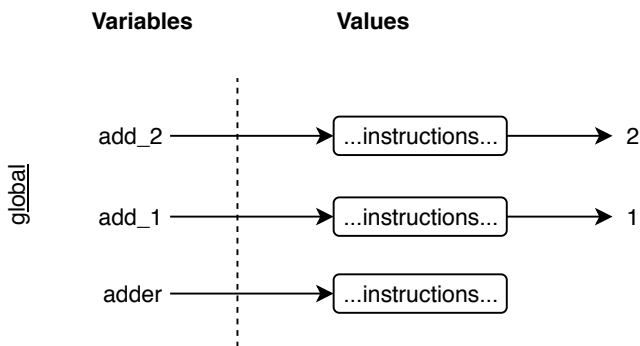 Variables Values
add_2 ...instructions... 2
global
add_1 ...instructions... 1
adder ...instructions...